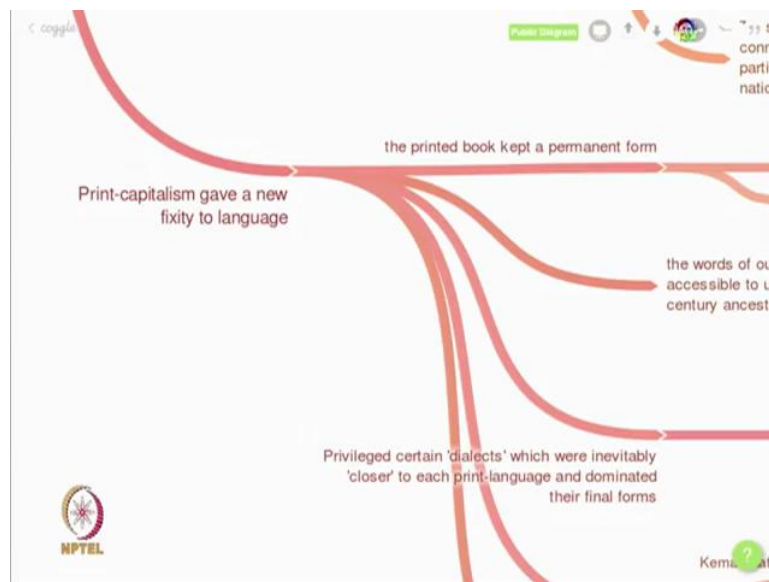 coggle
Public Diagram
conn
parti
natio
the printed book kept a permanent form
Print-capitalism gave a new
fixity to language
the words of ou
accessible to u
century ancest
Privileged certain 'dialects' which were inevitably
'closer' to each print-language and dominated
their final forms
NPTEL
?
Kema